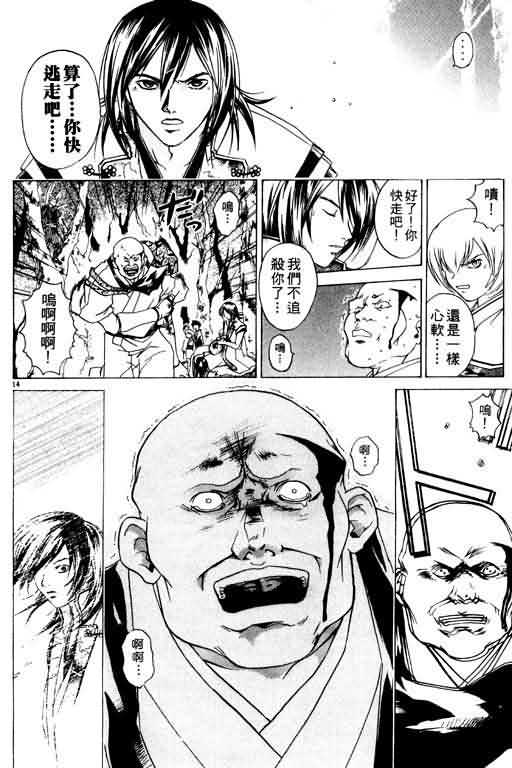 ……
算了…你快
逃走吧……
嘖！
還是一樣
心軟……
好了！你
快走吧！
我們不追
殺你了…
嗚…
嗚…
だっ
嗚啊啊啊！
14
嗚！
啊…
啊啊…